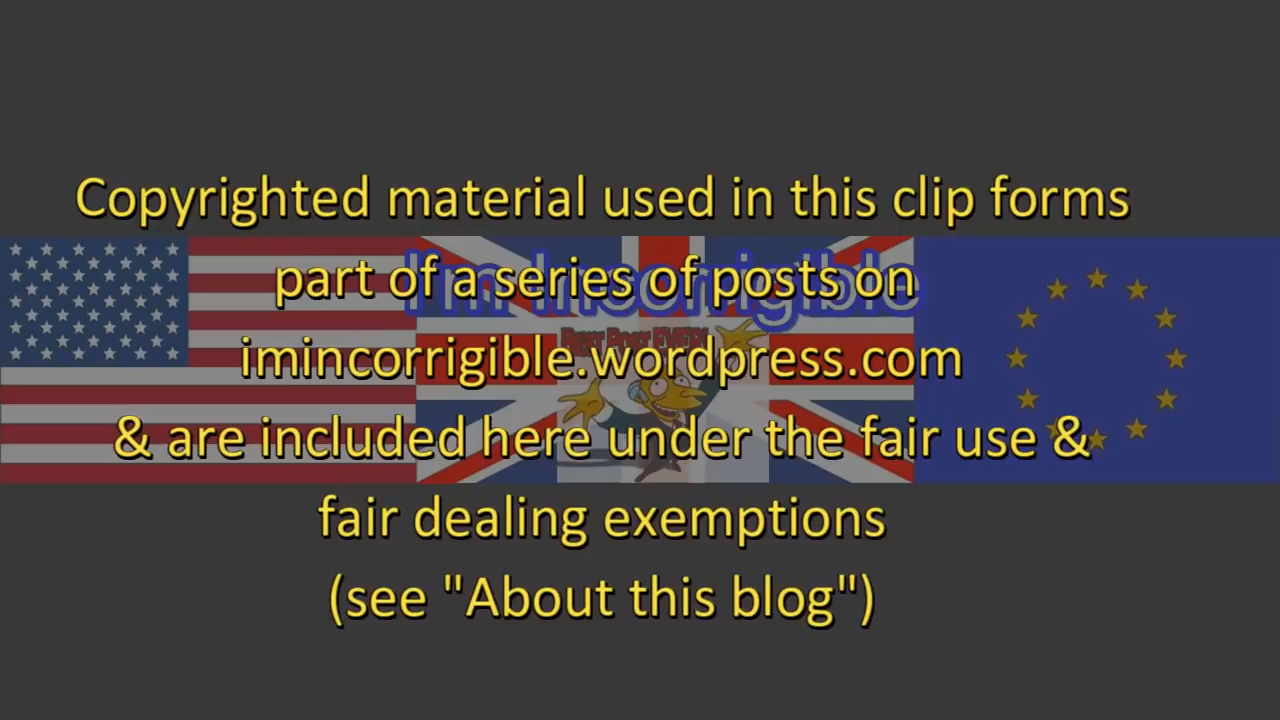 Copyrighted material used in this clip forms
part of a series of posts on
I'm Incorrigible
imincorrigible.wordpress.com
& are included here under the fair use &
fair dealing exemptions
(see "About this blog")